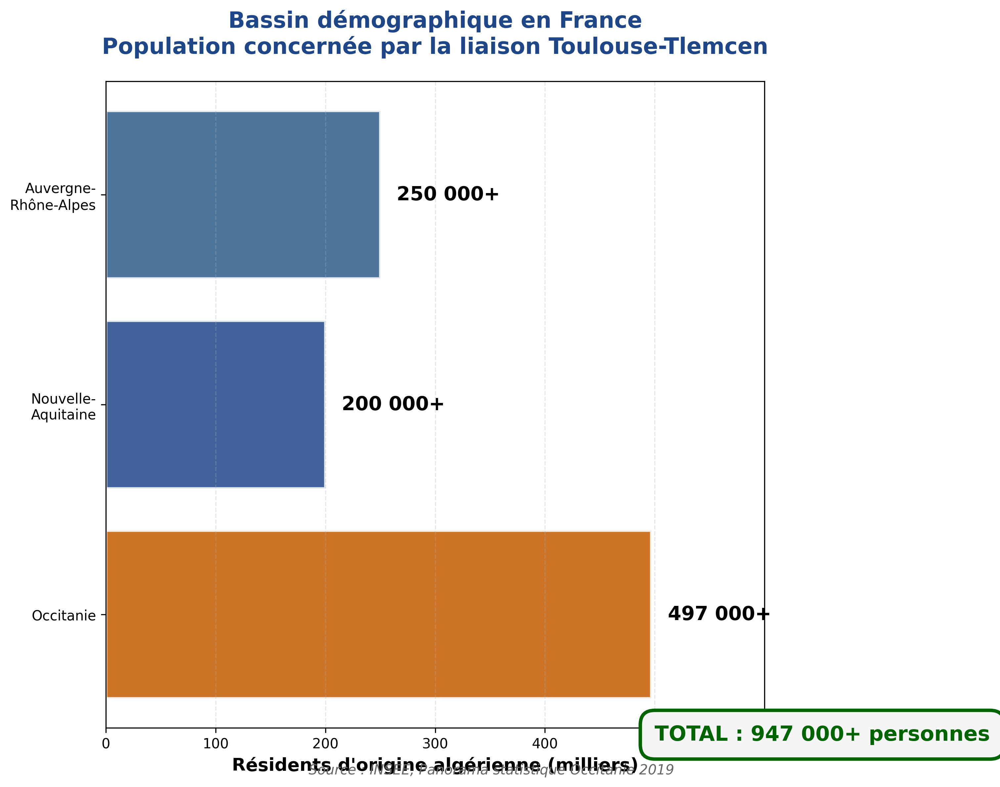 Bassin démographique en France
Population concernée par la liaison Toulouse-Tlemcen
Auvergne-
Rhône-Alpes
250 000+
Nouvelle-
Aquitaine
200 000+
Occitanie
497 000+
0 100 200 300 400
TOTAL : 947 000+ personnes
Résidents d'origine algérienne (milliers)
Source : INSEE, Panorama statistique Occitanie 2019